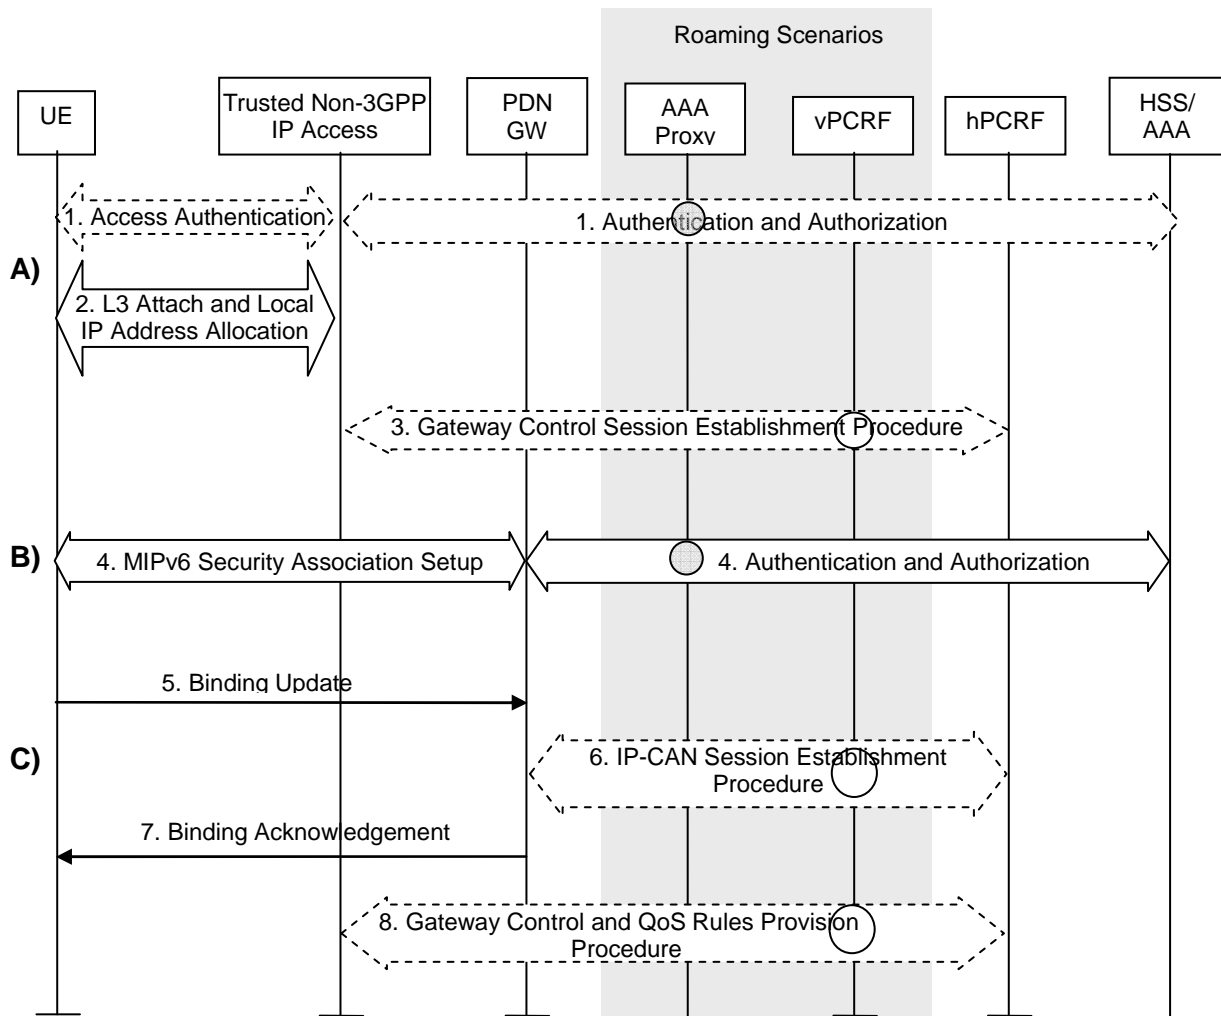 Roaming Scenarios
UE
Trusted Non-3GPP
IP Access
PDN
GW
AAA
Proxy
vPCRF
hPCRF
HSS/
AAA
1. Access Authentication
1. Authentication and Authorization
A)
2. L3 Attach and Local
IP Address Allocation
3. Gateway Control Session Establishment Procedure
B)
4. MIPv6 Security Association Setup
4. Authentication and Authorization
5. Binding Update
C)
6. IP-CAN Session Establishment
Procedure
7. Binding Acknowledgement
8. Gateway Control and QoS Rules Provision
Procedure